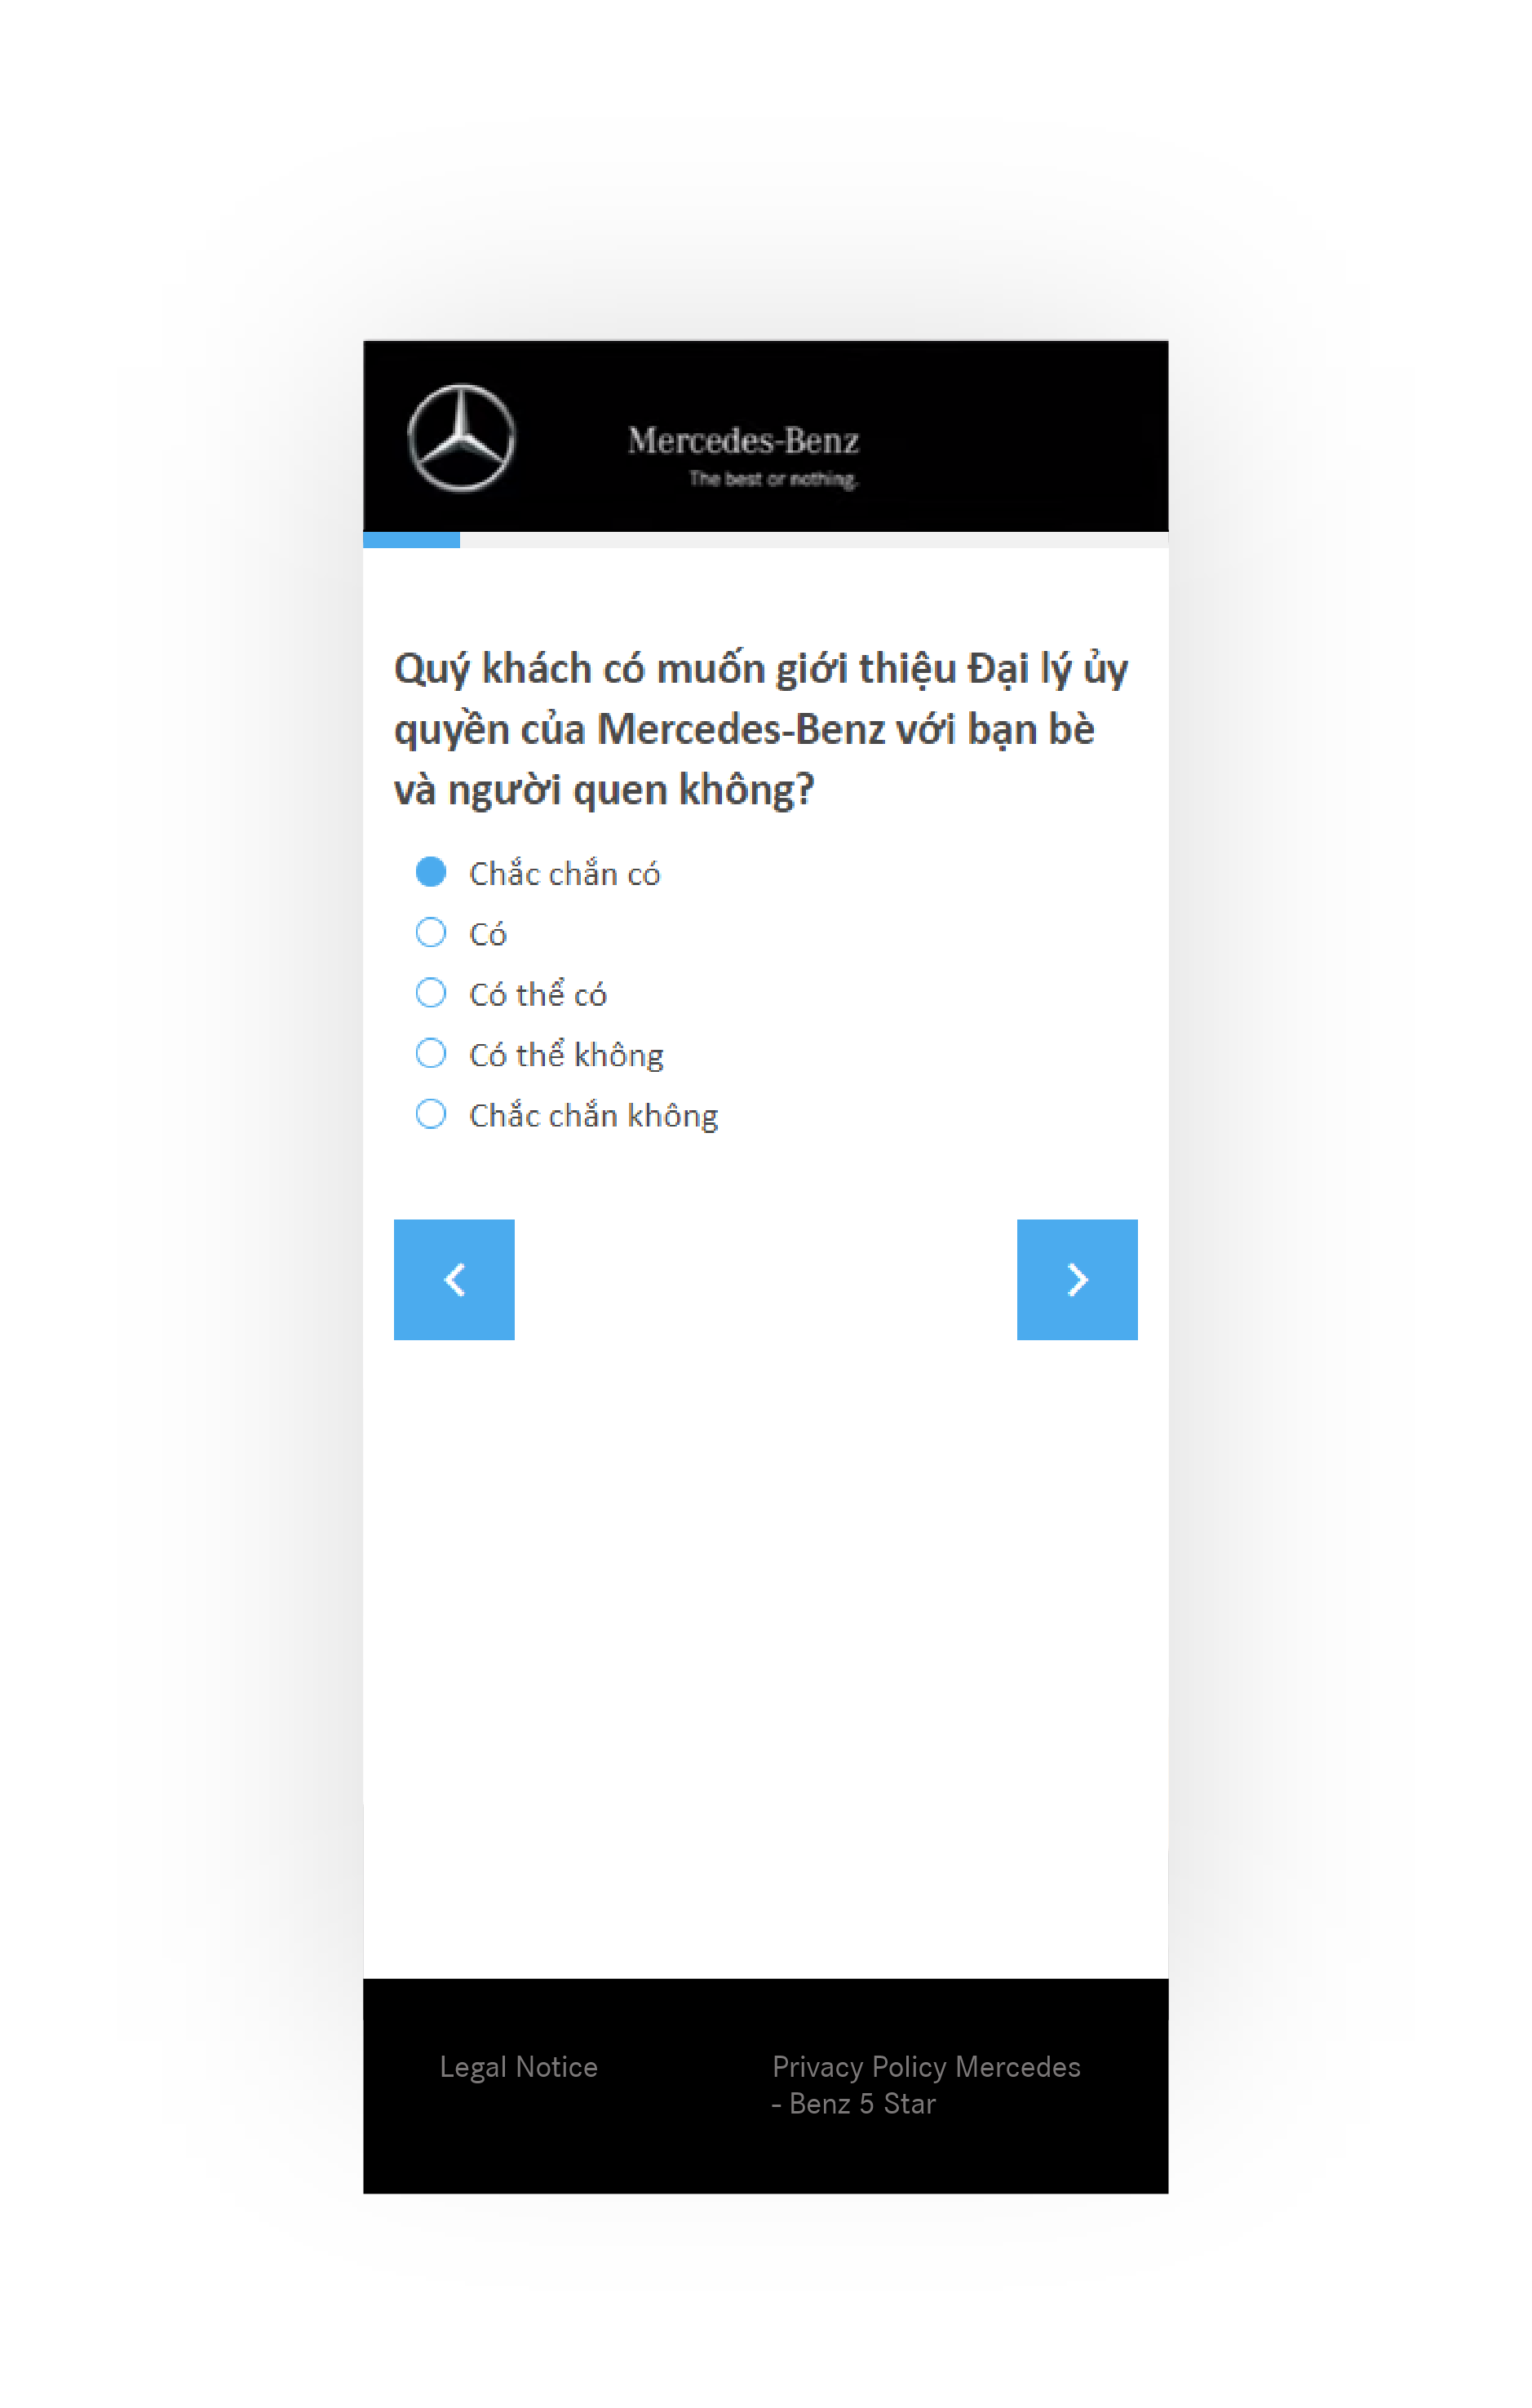 Mercedes-Benz
The best or nothing.
Quý khách có muốn giới thiệu Đại lý ủy
quyền của Mercedes-Benz với bạn bè
và người quen không?
Chắc chắn có
Có
Có thể có
Có thể không
Chắc chắn không
Legal Notice
Privacy Policy Mercedes
- Benz 5 Star